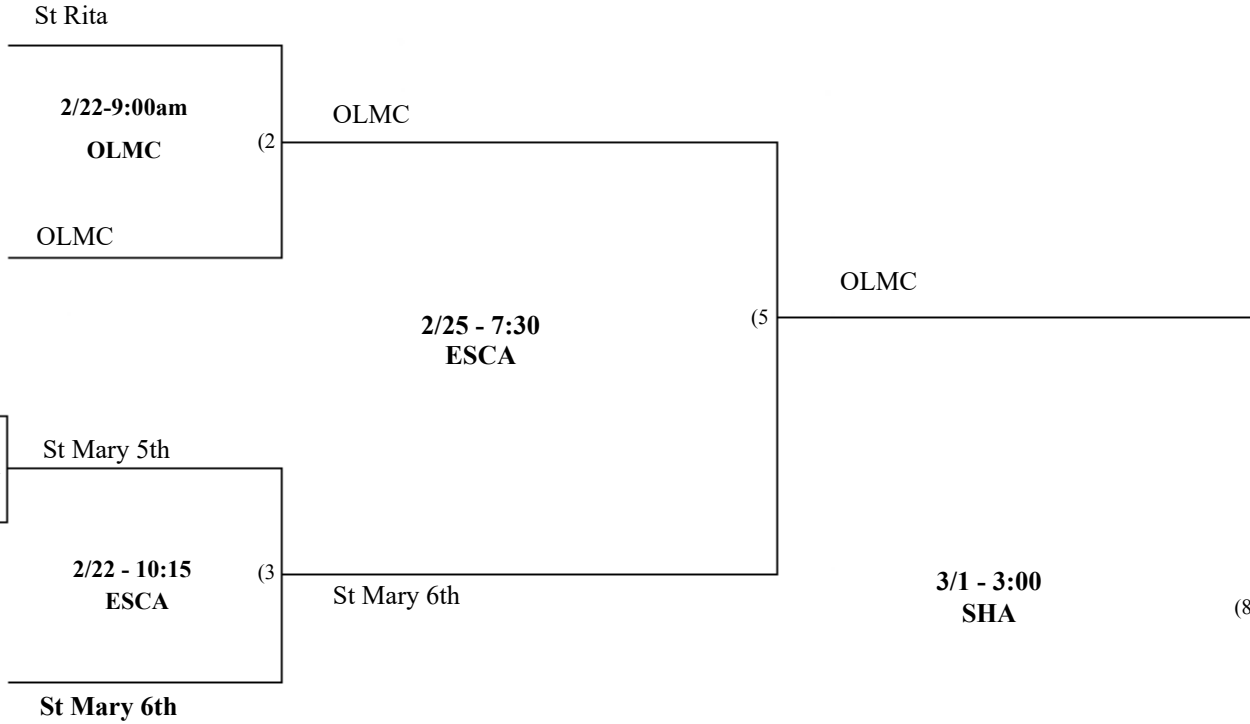 St Rita
2/22-9:00am
OLMC
(2
OLMC
OLMC
OLMC
2/25 - 7:30
ESCA
(5
St Mary 5th
2/22 - 10:15
ESCA
(3
St Mary 6th
3/1 - 3:00
SHA
(8
St Mary 6th